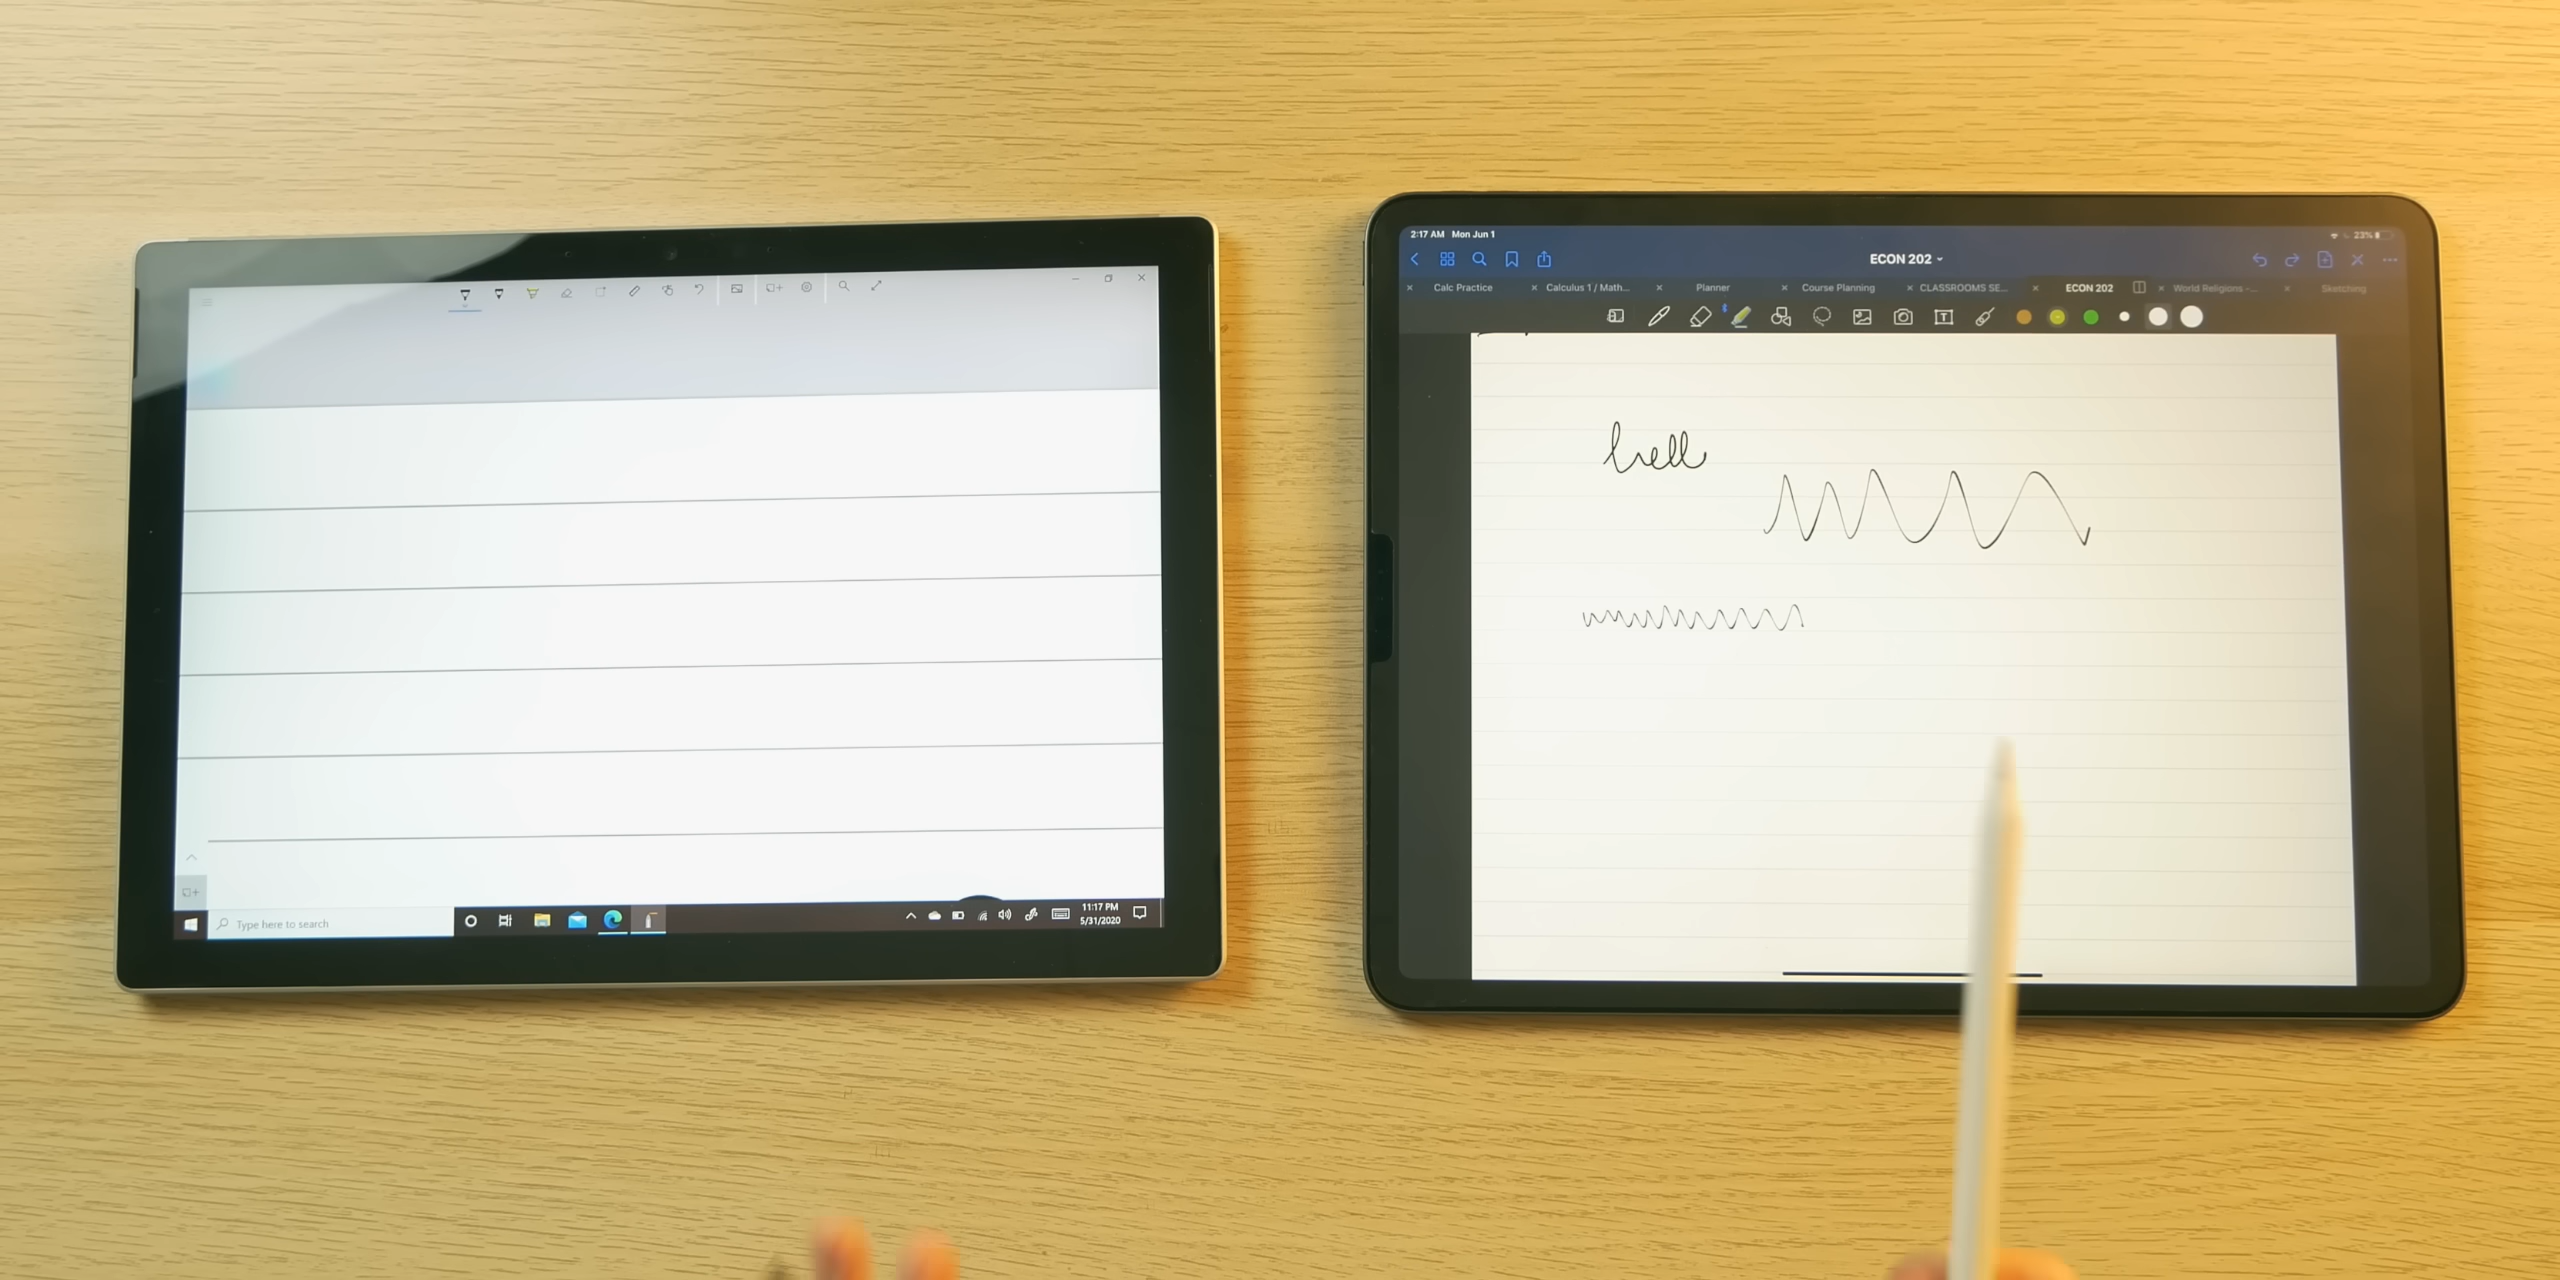 Type here to search
11:17 PM
5/31/2020
2:17 AM Mon Jun 1
23%
ECON 202
Calc Practice
Calculus 1 / Math...
Planner
Course Planning
CLASSROOMS SE...
ECON 202
World Religions -...
Sketching
hell